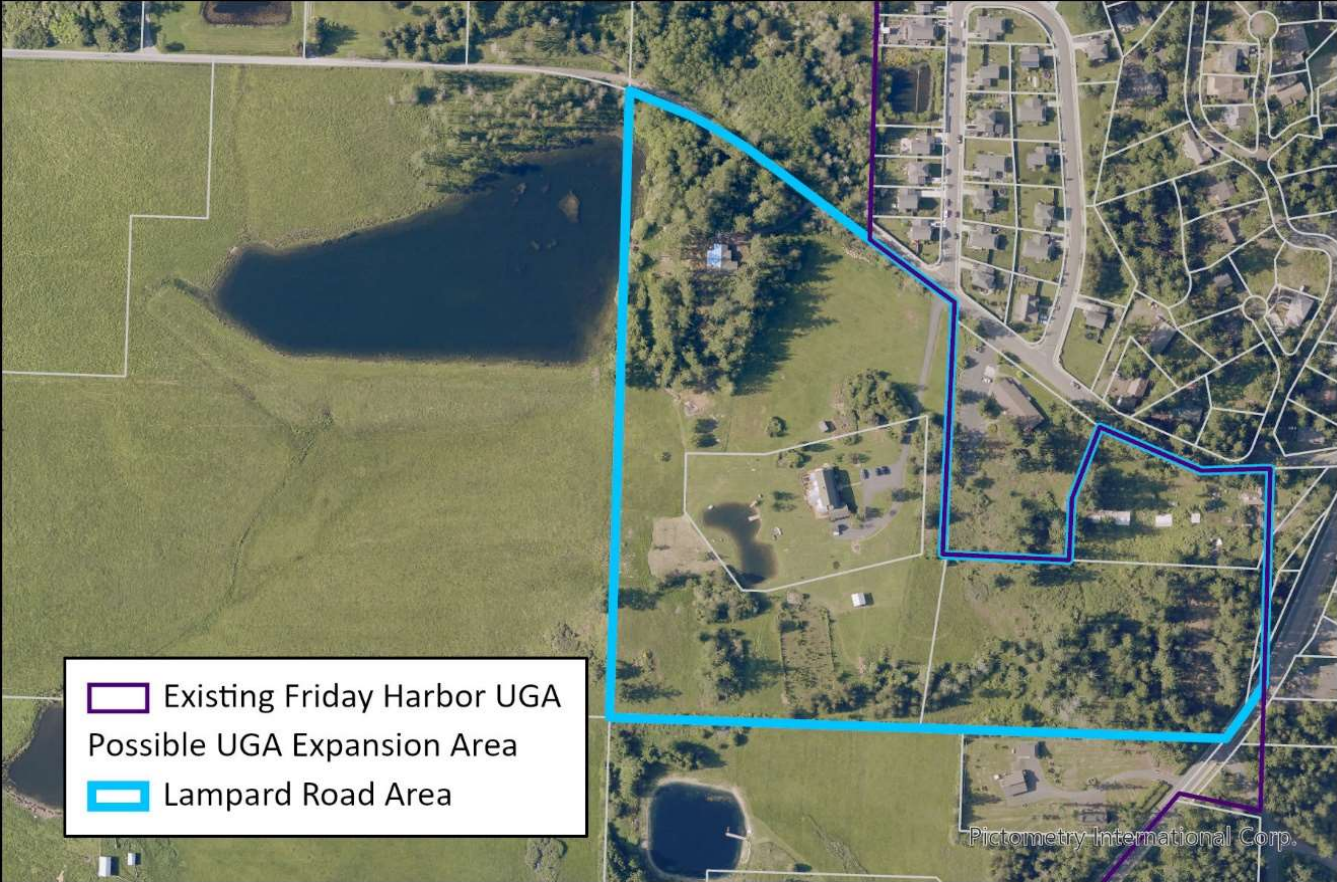 Existing Friday Harbor UGA
Possible UGA Expansion Area
Lampard Road Area
Pictometry International Corp.